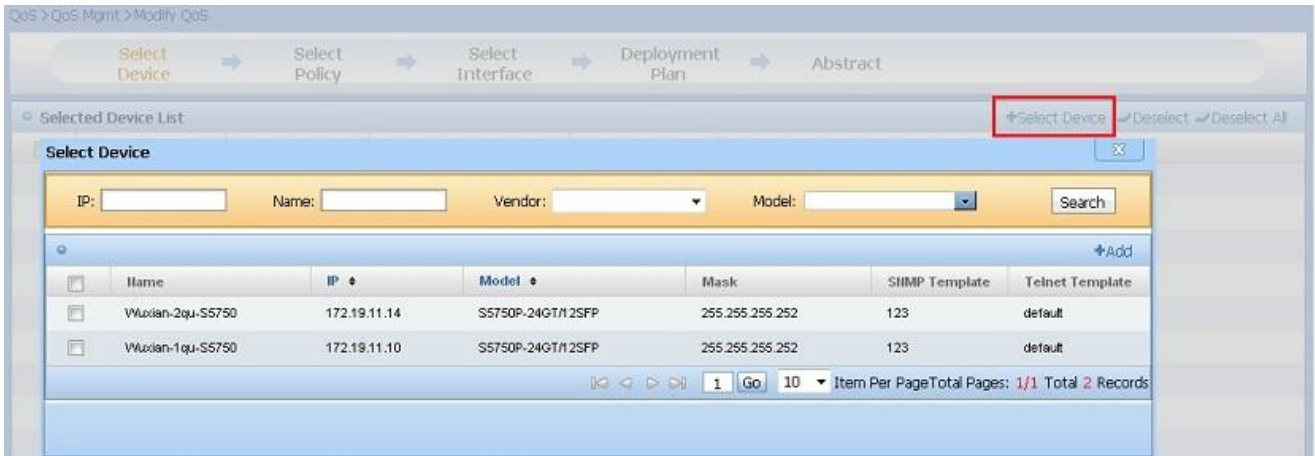 QoS > QoS Mgmt > Modify QoS
Select Device
Select Policy
Select Interface
Deployment Plan
Abstract
Selected Device List
Select Device Deselect Deselect All
Select Device
IP: Name: Vendor: Model: Search
Add
Name IP Model Mask SNMP Template Telnet Template
Wuxian-2qu-S5750 172.19.11.14 S5750P-24GT/12SFP 255.255.255.252 123 default
Wuxian-1qu-S5750 172.19.11.10 S5750P-24GT/12SFP 255.255.255.252 123 default
1 Go 10 Item Per PageTotal Pages: 1/1 Total 2 Records